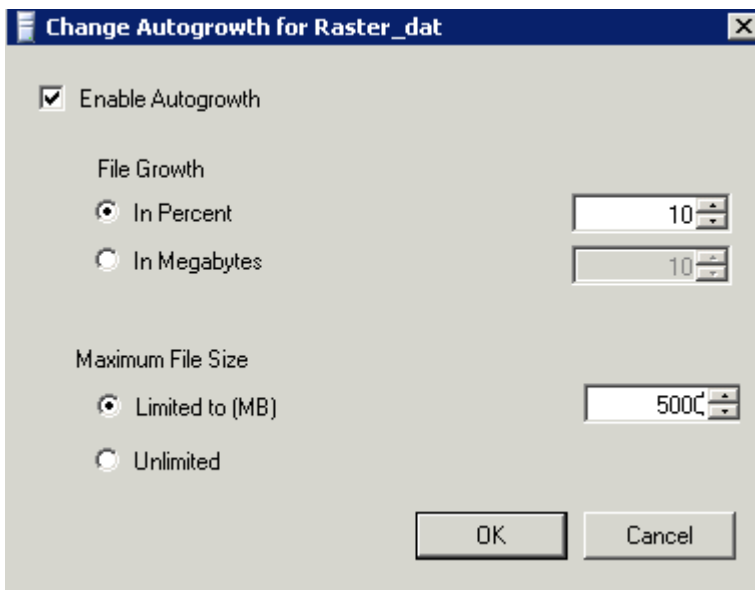 Change Autogrowth for Raster_dat
Enable Autogrowth
File Growth
In Percent 10
In Megabytes 10
Maximum File Size
Limited to (MB)
Unlimited
OK Cancel